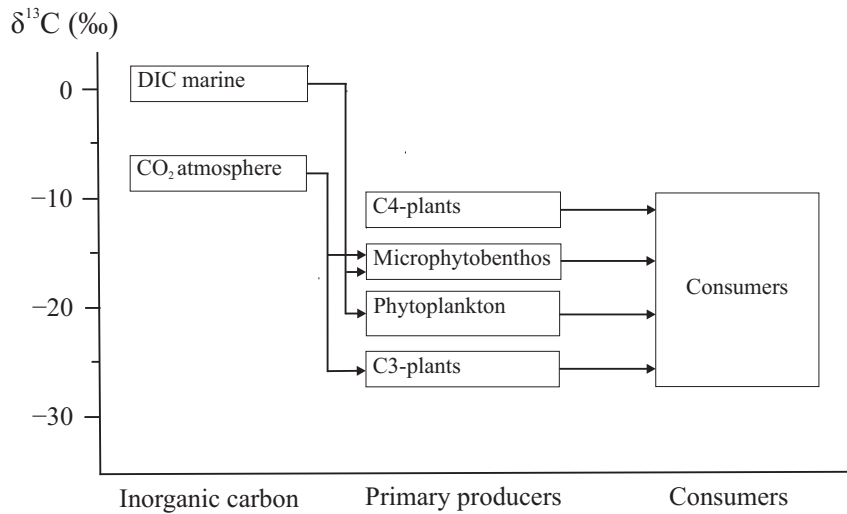 δ¹³C (‰)
0
−10
−20
−30
DIC marine
CO₂ atmosphere
C4-plants
Microphytobenthos
Phytoplankton
C3-plants
Consumers
Inorganic carbon
Primary producers
Consumers